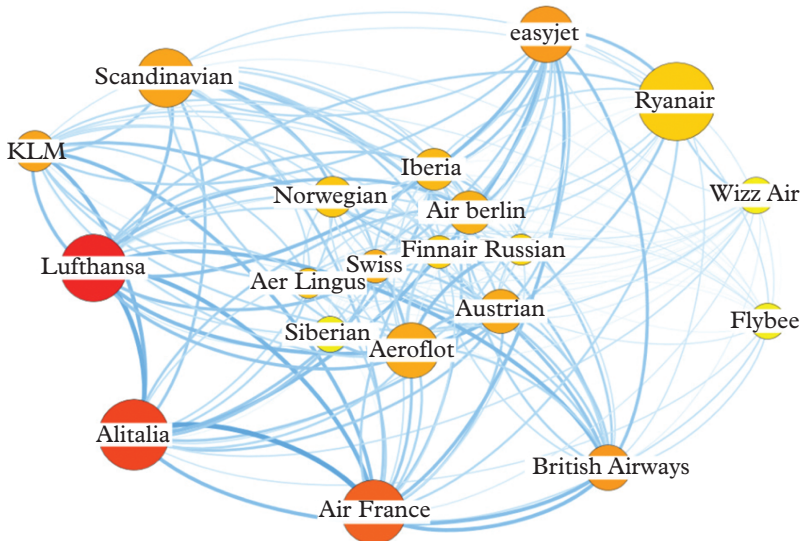 easyjet
Scandinavian
Ryanair
KLM
Iberia
Norwegian
Wizz Air
Air berlin
Finnair Russian
Swiss
Lufthansa
Aer Lungus
Austrian
Flybee
Siberian
Aeroflot
Alitalia
British Airways
Air France